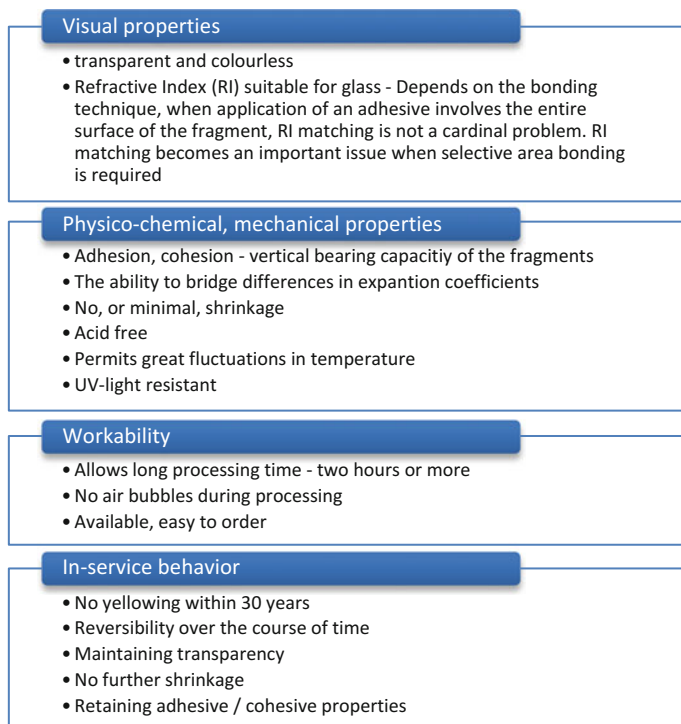 Visual properties
• transparent and colourless
• Refractive Index (RI) suitable for glass - Depends on the bonding
technique, when application of an adhesive involves the entire
surface of the fragment, RI matching is not a cardinal problem. RI
matching becomes an important issue when selective area bonding
is required
Physico-chemical, mechanical properties
• Adhesion, cohesion - vertical bearing capacitiy of the fragments
• The ability to bridge differences in expantion coefficients
• No, or minimal, shrinkage
• Acid free
• Permits great fluctuations in temperature
• UV-light resistant
Workability
• Allows long processing time - two hours or more
• No air bubbles during processing
• Available, easy to order
In-service behavior
• No yellowing within 30 years
• Reversibility over the course of time
• Maintaining transparency
• No further shrinkage
• Retaining adhesive / cohesive properties